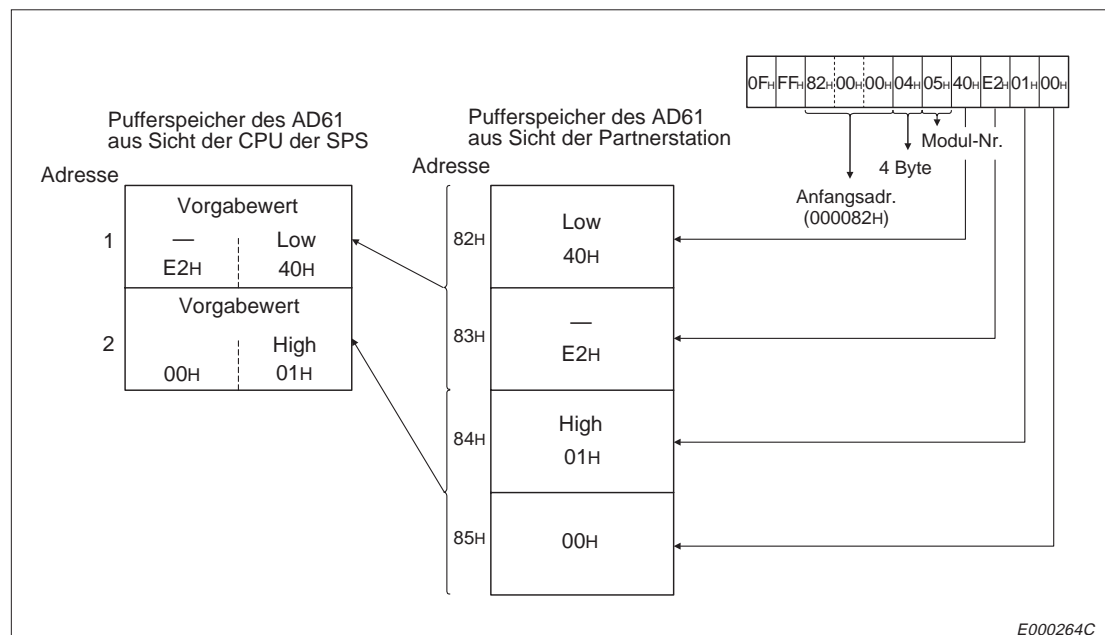 0FH FFH 82H 00H 00H 04H 05H 40H E2H 01H 00H
Modul-Nr.
4 Byte
Anfangsadr.
(000082H)
Pufferspeicher des AD61
aus Sicht der CPU der SPS
Adresse
1
Vorgabewert
— Low
E2H 40H
2
Vorgabewert
High
00H 01H
Pufferspeicher des AD61
aus Sicht der Partnerstation
Adresse
82H
Low
40H
83H
—
E2H
84H
High
01H
85H
00H
E000264C